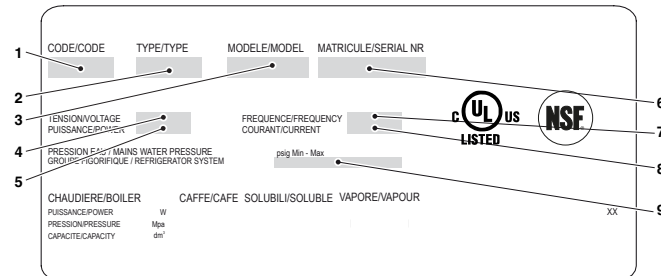 CODE/CODE TYPE/TYPE MODELE/MODEL MATRICULE/SERIAL NR
1
2
3
6
TENSION/VOLTAGE FREQUENCE/FREQUENCY
PUISSANCE/POWER COURANT/CURRENT
C UL US
LISTED
NSF
7
4
8
PRESSION EAU / MAINS WATER PRESSURE psig Min - Max
5
GROUPE FRIGORIFIQUE / REFRIGERATOR SYSTEM
9
CHAUDIERE/BOILER CAFFE/CAFE SOLUBILI/SOLUBLE VAPORE/VAPOUR
PUISSANCE/POWER W XX
PRESSION/PRESSURE Mpa
CAPACITE/CAPACITY dm³